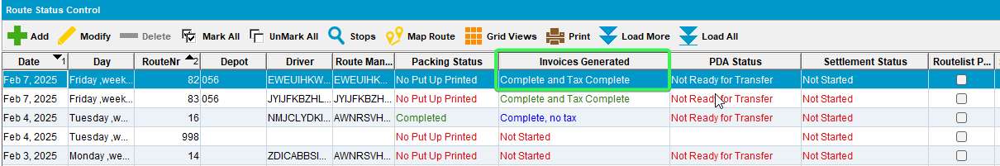 Route Status Control
Add Modify Delete Mark All UnMark All Stops Map Route Grid Views Print Load More Load All
Date 1 Day RouteNr 2 Depot Driver Route Man... Packing Status Invoices Generated PDA Status Settlement Status Routelist P...
Feb 7, 2025 Friday ,week... 82 056 EWEUIHKW... EWEUIHK... No Put Up Printed Complete and Tax Complete Not Ready for Transfer Not Started
Feb 7, 2025 Friday ,week... 83 056 JYIJFKBZHL... JYIJFKBZH... No Put Up Printed Complete and Tax Complete Not Ready for Transfer Not Started
Feb 4, 2025 Tuesday ,w... 16 NMJCLYDKI... AWNRSVH... Completed Complete, no tax Not Ready for Transfer Not Started
Feb 4, 2025 Tuesday ,w... 998 No Put Up Printed Not Started Not Started
Feb 3, 2025 Monday ,we... 14 ZDICABBSI... AWNRSVH... No Put Up Printed Not Started Not Ready for Transfer Not Started